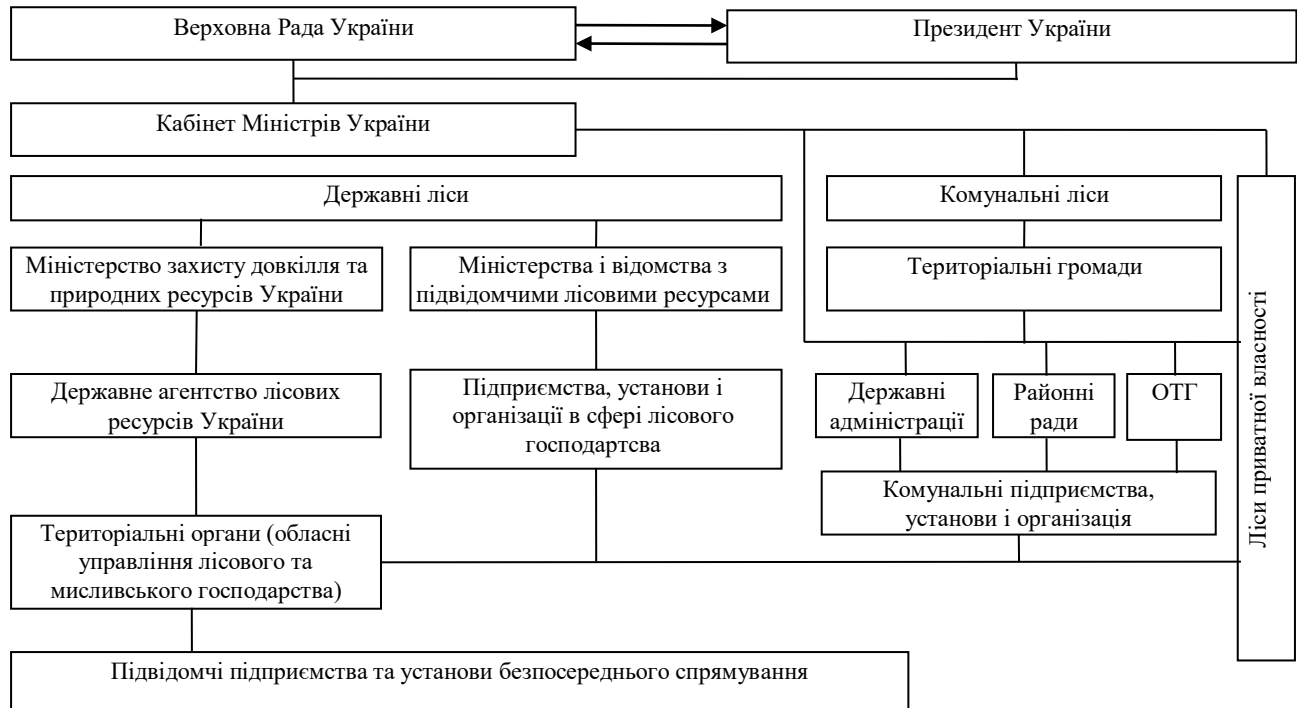 Верховна Рада України
Президент України
Кабінет Міністрів України
Державні ліси
Комунальні ліси
Міністерство захисту довкілля та
природних ресурсів України
Міністерства і відомства з
підвідомчими лісовими ресурсами
Територіальні громади
Державне агентство лісових
ресурсів України
Підприємства, установи і
організації в сфері лісового
господартсва
Державні
адміністрації
Районні
ради
ОТГ
Комунальні підприємства,
установи і організація
Територіальні органи (обласні
управління лісового та
мисливського господарства)
Підвідомчі підприємства та установи безпосереднього спрямування
Ліси приватної власності